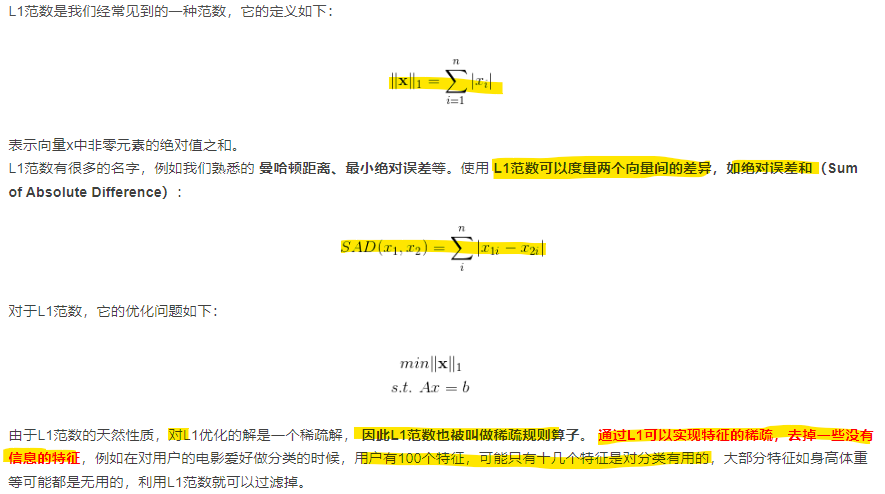 L1范数是我们经常见到的一种范数，它的定义如下：
‖x‖₁ = ∑ᵢ₌₁ⁿ |xᵢ|
表示向量x中非零元素的绝对值之和。
L1范数有很多的名字，例如我们熟悉的 曼哈顿距离、最小绝对误差等。使用 L1范数可以度量两个向量间的差异，如绝对误差和（Sum
of Absolute Difference）：
SAD(x₁, x₂) = ∑ᵢⁿ |x₁ᵢ − x₂ᵢ|
对于L1范数，它的优化问题如下：
min‖x‖₁
s.t. Ax = b
由于L1范数的天然性质，对L1优化的解是一个稀疏解，因此L1范数也被叫做稀疏规则算子。 通过L1可以实现特征的稀疏，去掉一些没有
信息的特征，例如在对用户的电影爱好做分类的时候，用户有100个特征，可能只有十几个特征是对分类有用的，大部分特征如身高体重
等可能都是无用的，利用L1范数就可以过滤掉。